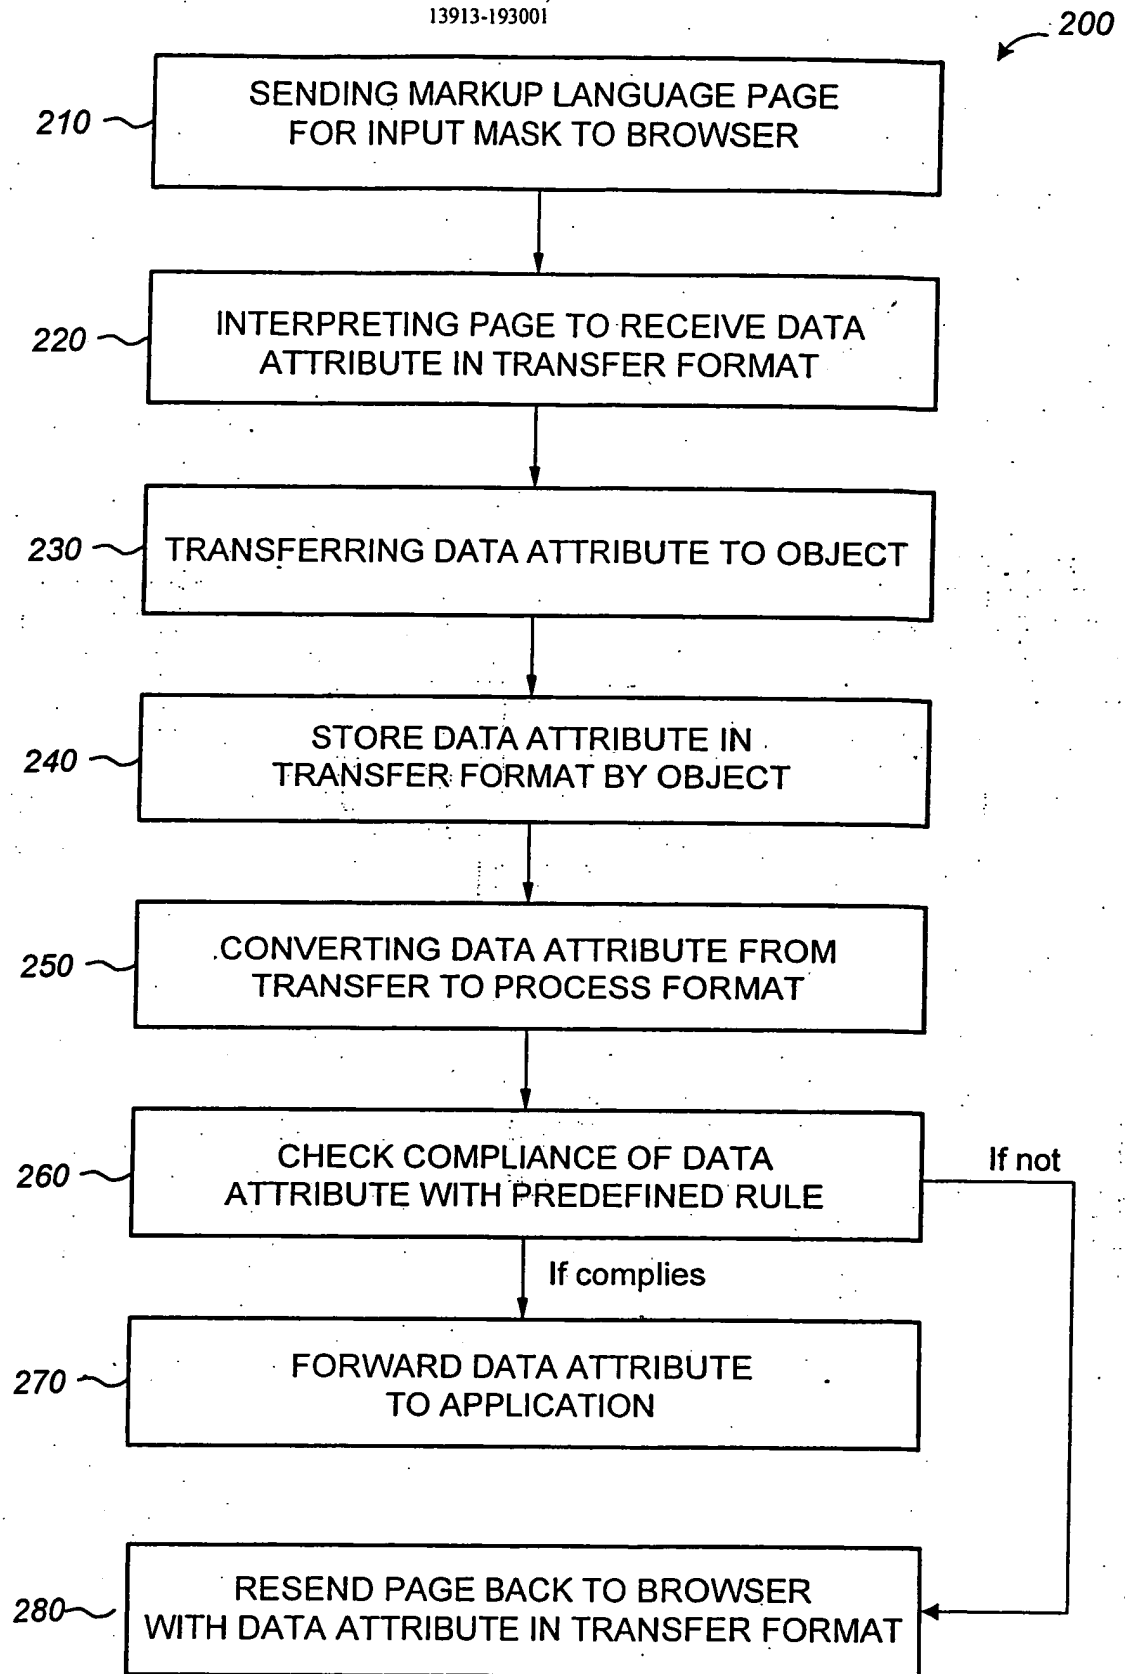 13913-193001
200
210
SENDING MARKUP LANGUAGE PAGE
FOR INPUT MASK TO BROWSER
220
INTERPRETING PAGE TO RECEIVE DATA
ATTRIBUTE IN TRANSFER FORMAT
230
TRANSFERRING DATA ATTRIBUTE TO OBJECT
240
STORE DATA ATTRIBUTE IN
TRANSFER FORMAT BY OBJECT
250
CONVERTING DATA ATTRIBUTE FROM
TRANSFER TO PROCESS FORMAT
260
CHECK COMPLIANCE OF DATA
ATTRIBUTE WITH PREDEFINED RULE
If not
If complies
270
FORWARD DATA ATTRIBUTE
TO APPLICATION
280
RESEND PAGE BACK TO BROWSER
WITH DATA ATTRIBUTE IN TRANSFER FORMAT